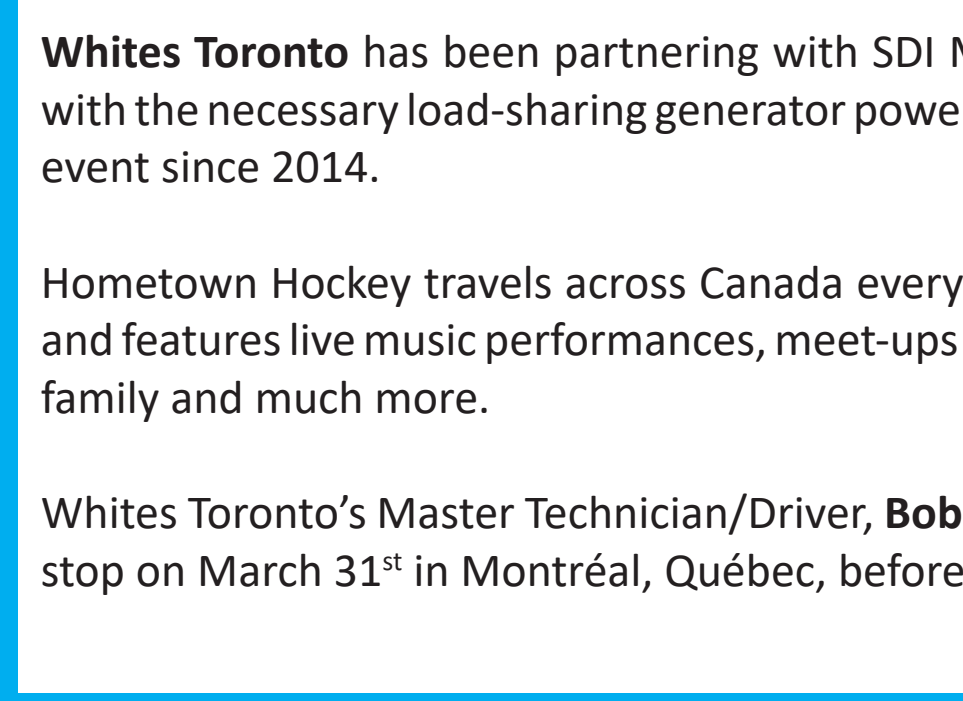 Whites Toronto has been partnering with SDI
with the necessary load-sharing generator powe
event since 2014.
Hometown Hockey travels across Canada every
and features live music performances, meet-ups
family and much more.
Whites Toronto’s Master Technician/Driver, Bob
stop on March 31st in Montréal, Québec, before